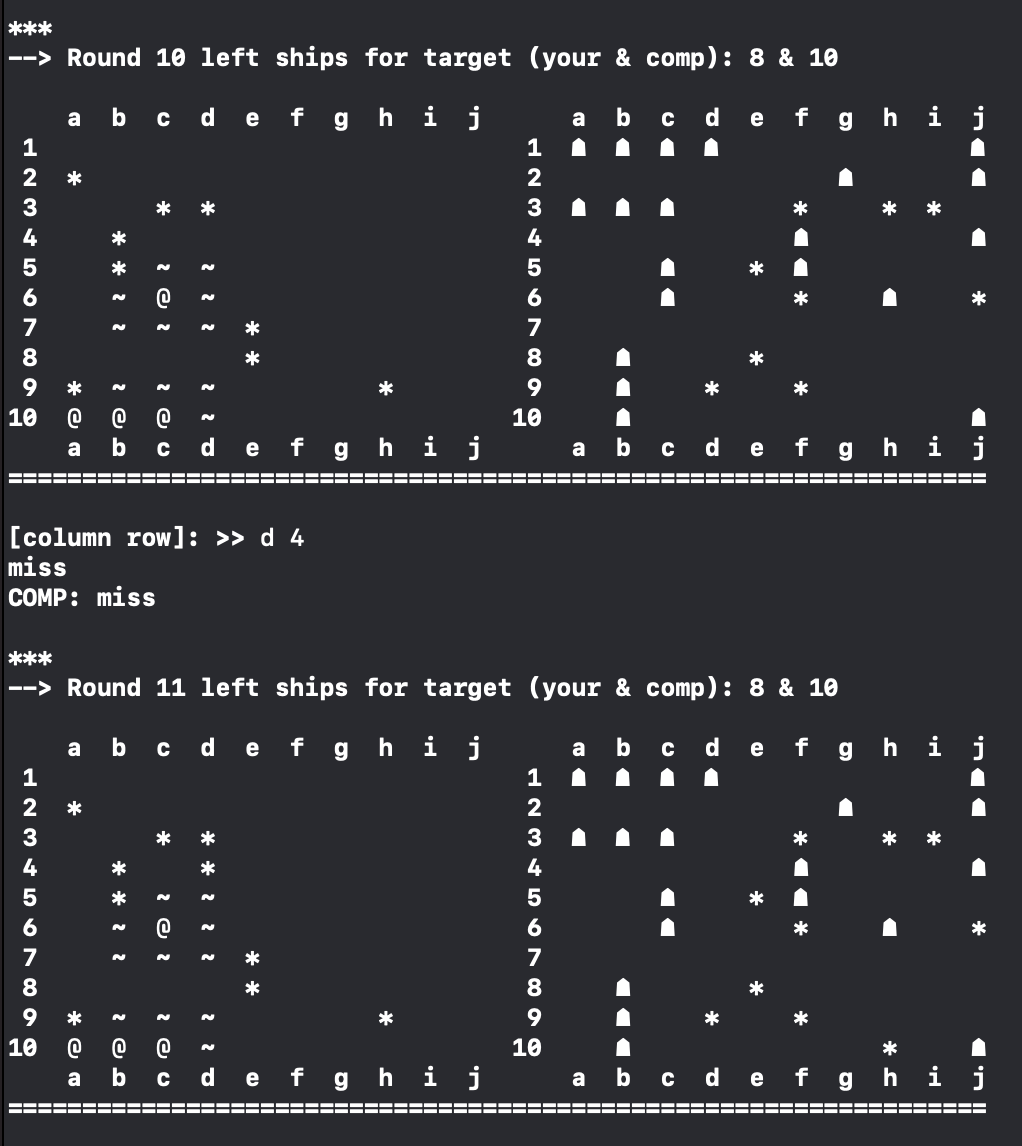 ***
--> Round 10 left ships for target (your & comp): 8 & 10
    a  b  c  d  e  f  g  h  i  j      a  b  c  d  e  f  g  h  i  j
 1                                 1  ☗  ☗  ☗  ☗                 ☗
 2  *                              2                    ☗        ☗
 3        *  *                     3  ☗  ☗  ☗        *     *  *
 4     *                           4                 ☗           ☗
 5     *  ~  ~                     5        ☗     *  ☗
 6     ~  @  ~                     6        ☗        *     ☗     *
 7     ~  ~  ~  *                  7
 8              *                  8     ☗        *
 9  *  ~  ~  ~           *         9     ☗     *     *
10  @  @  @  ~                    10     ☗                       ☗
    a  b  c  d  e  f  g  h  i  j      a  b  c  d  e  f  g  h  i  j
==================================================================
[column row]: >> d 4
miss
COMP: miss
***
--> Round 11 left ships for target (your & comp): 8 & 10
    a  b  c  d  e  f  g  h  i  j      a  b  c  d  e  f  g  h  i  j
 1                                 1  ☗  ☗  ☗  ☗                 ☗
 2  *                              2                    ☗        ☗
 3        *  *                     3  ☗  ☗  ☗        *     *  *
 4     *     *                     4                 ☗           ☗
 5     *  ~  ~                     5        ☗     *  ☗
 6     ~  @  ~                     6        ☗        *     ☗     *
 7     ~  ~  ~  *                  7
 8              *                  8     ☗        *
 9  *  ~  ~  ~           *         9     ☗     *     *
10  @  @  @  ~                    10     ☗                 *     ☗
    a  b  c  d  e  f  g  h  i  j      a  b  c  d  e  f  g  h  i  j
==================================================================